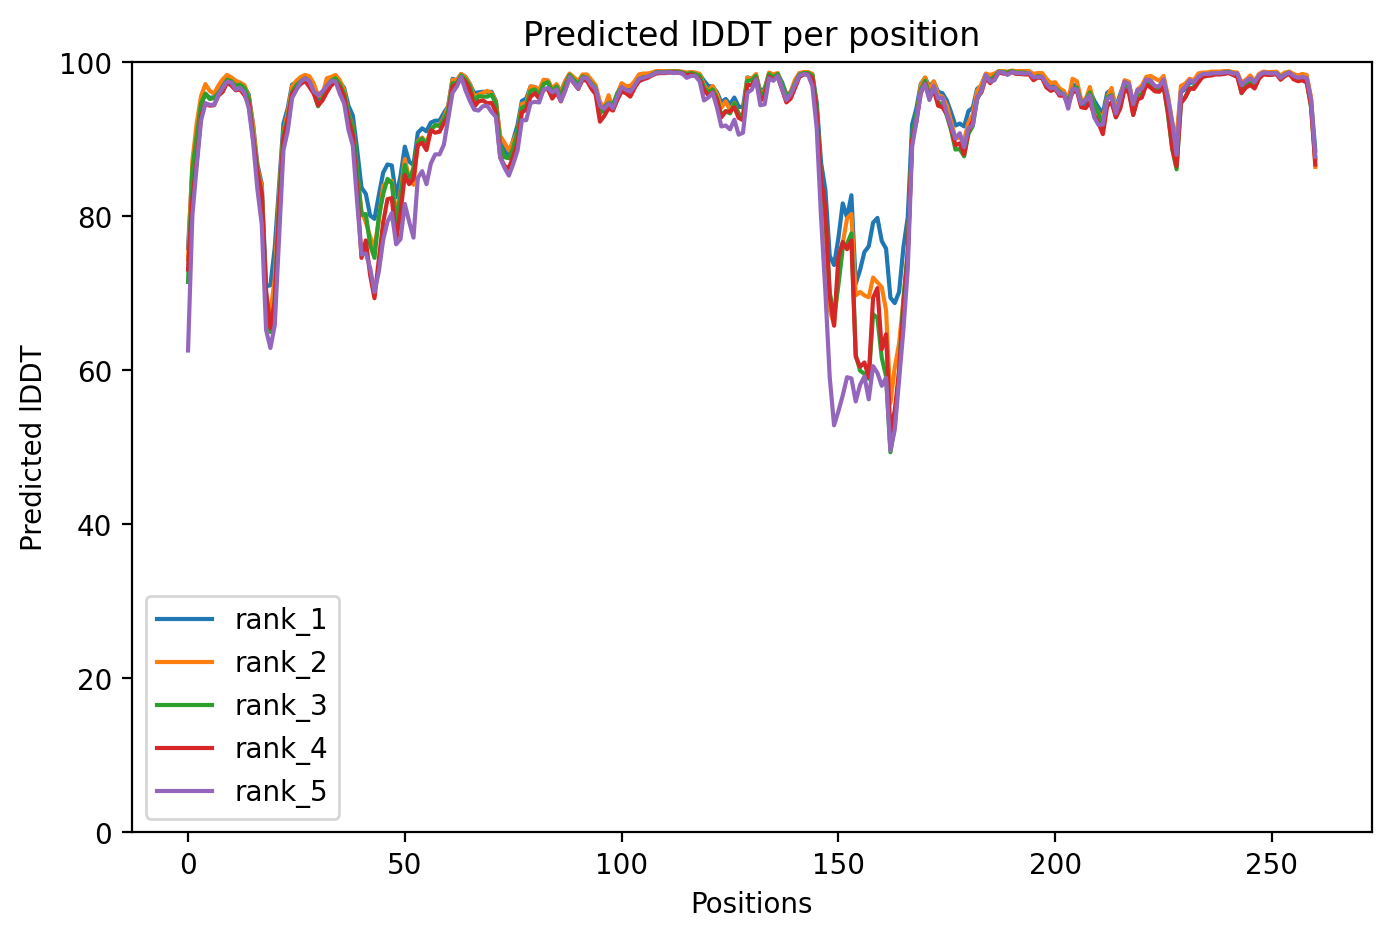 Predicted lDDT per position
100
80
60
40
20
0
Predicted lDDT
rank_1
rank_2
rank_3
rank_4
rank_5
0 50 100 150 200 250
Positions